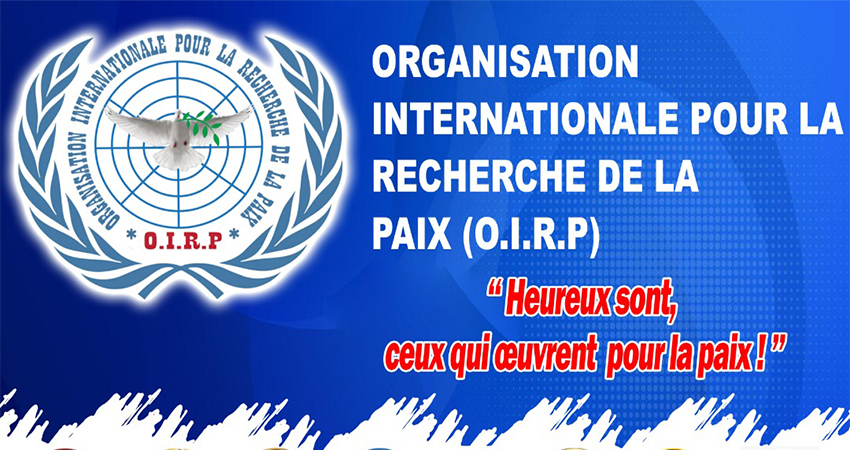 ORGANISATION INTERNATIONALE POUR LA RECHERCHE DE LA PAIX
* O.I.R.P *
ORGANISATION
INTERNATIONALE POUR LA
RECHERCHE DE LA
PAIX (O.I.R.P)
“ Heureux sont,
ceux qui œuvrent pour la paix ! ”